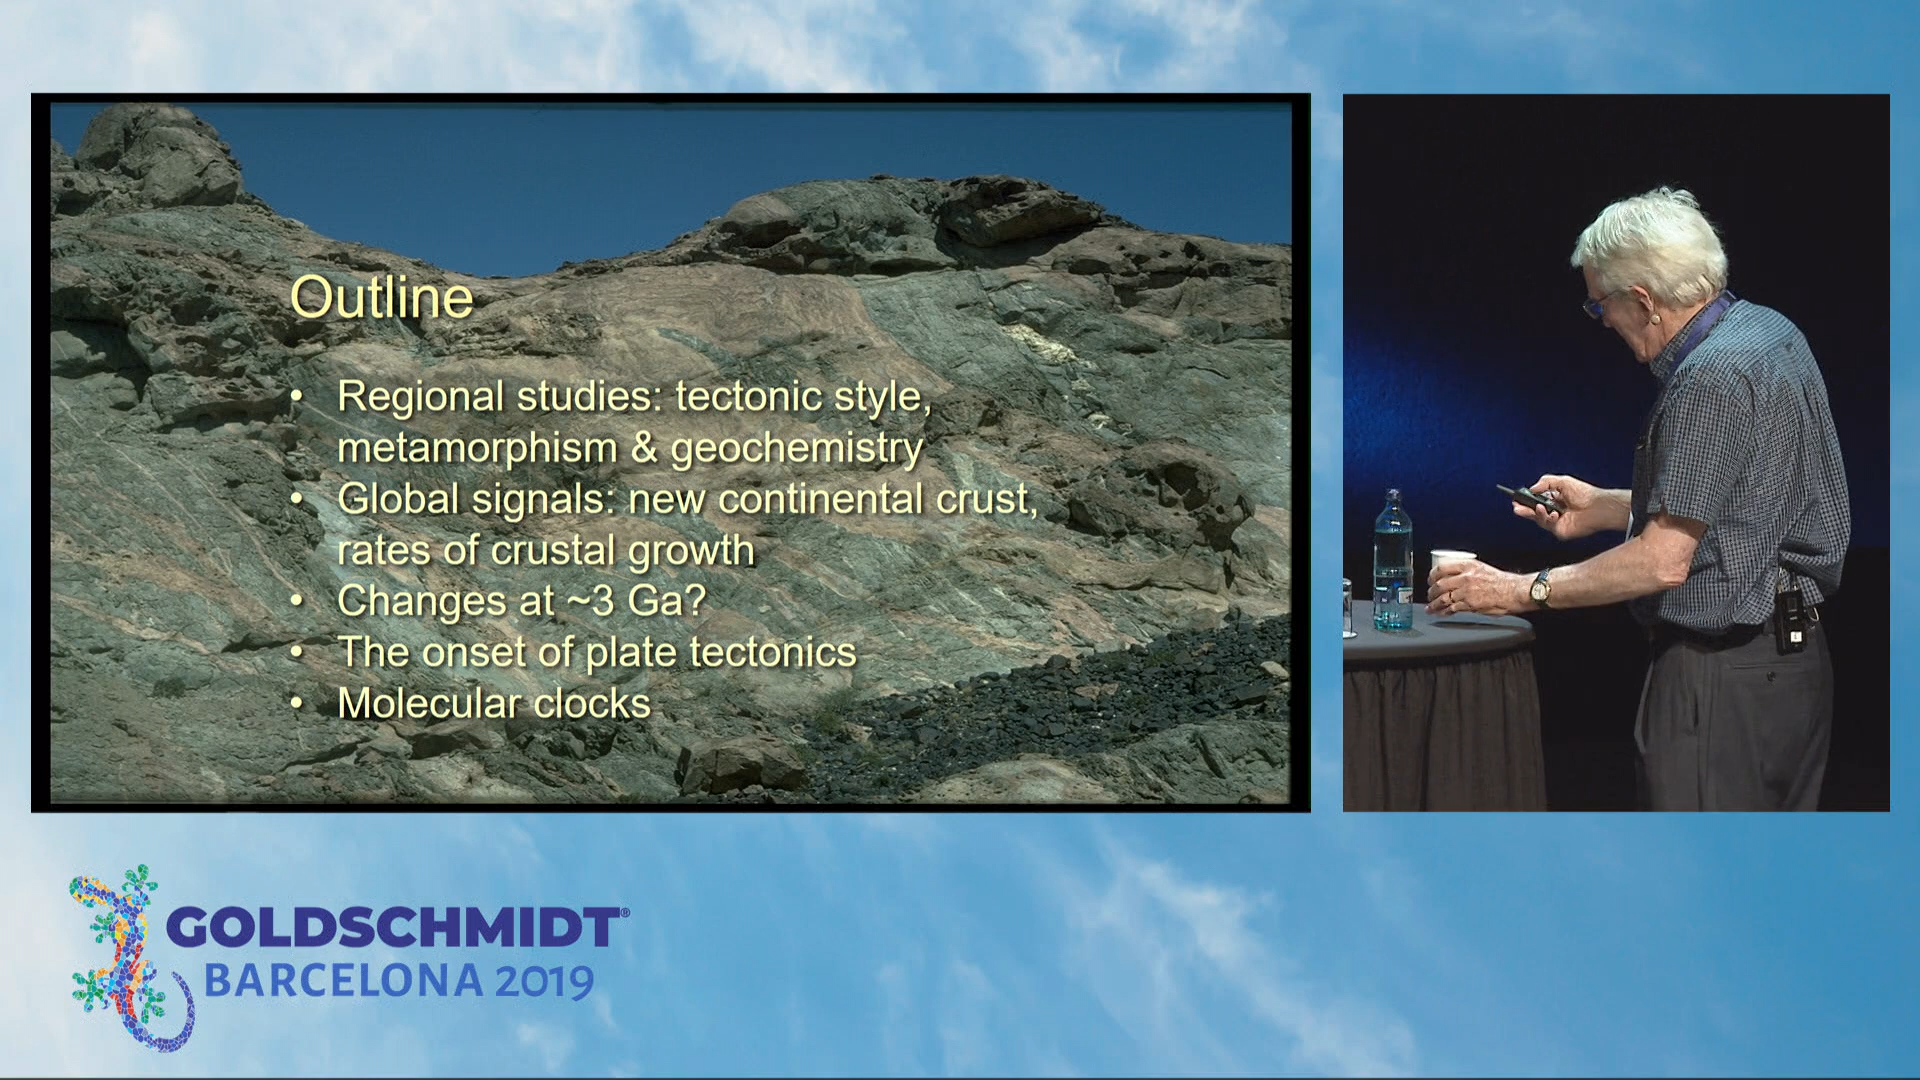 Outline
• Regional studies: tectonic style,
metamorphism & geochemistry
• Global signals: new continental crust,
rates of crustal growth
• Changes at ~3 Ga?
• The onset of plate tectonics
• Molecular clocks
GOLDSCHMIDT®
BARCELONA 2019